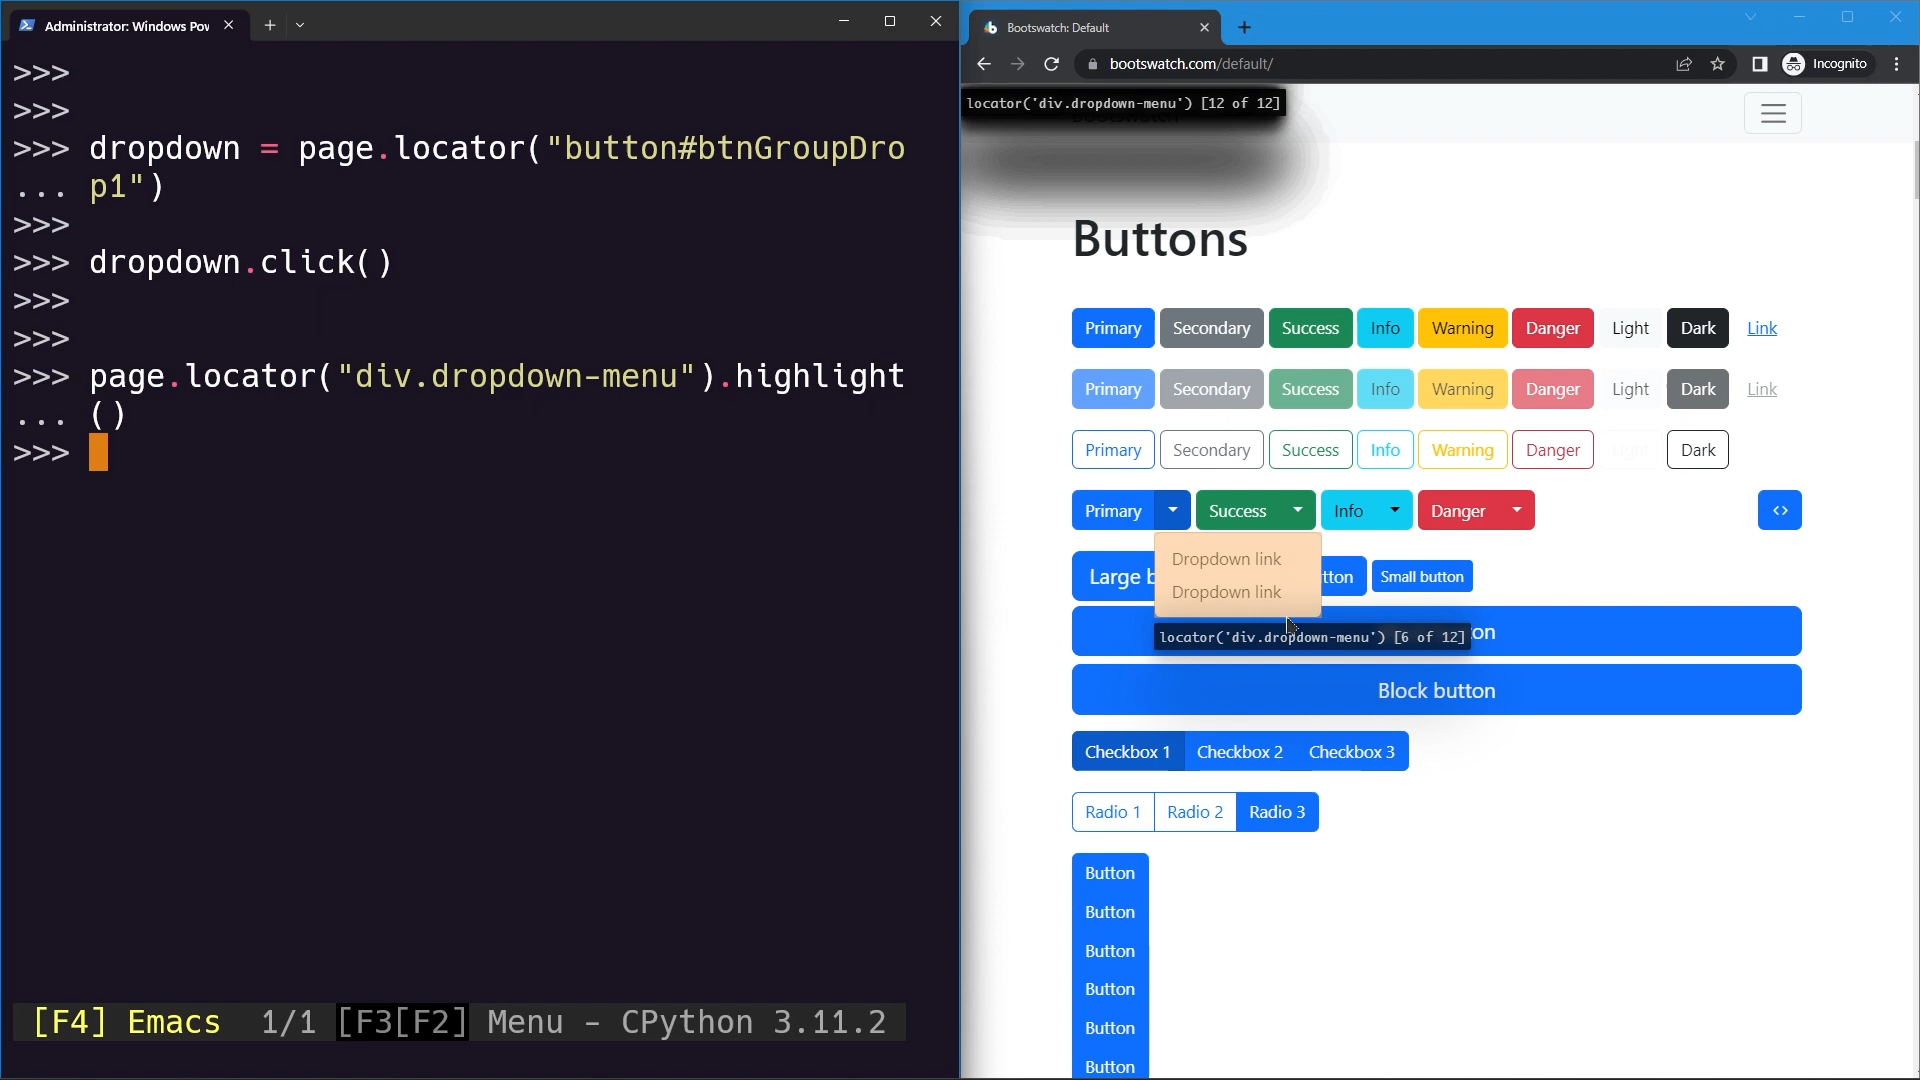 Administrator: Windows Pow
>>>
>>>
>>> dropdown = page.locator("button#btnGroupDro
... p1")
>>>
>>> dropdown.click()
>>>
>>>
>>> page.locator("div.dropdown-menu").highlight
... ()
>>>
[F4] Emacs 1/1 [F3[F2] Menu - CPython 3.11.2
Bootswatch: Default
bootswatch.com/default/
Incognito
locator('div.dropdown-menu') [12 of 12]
Buttons
Primary Secondary Success Info Warning Danger Light Dark Link
Primary Secondary Success Info Warning Danger Light Dark Link
Primary Secondary Success Info Warning Danger Light Dark
Primary Success Info Danger <>
Dropdown link
Large b tton Small button
Dropdown link
locator('div.dropdown-menu') [6 of 12] on
Block button
Checkbox 1 Checkbox 2 Checkbox 3
Radio 1 Radio 2 Radio 3
Button
Button
Button
Button
Button
Button